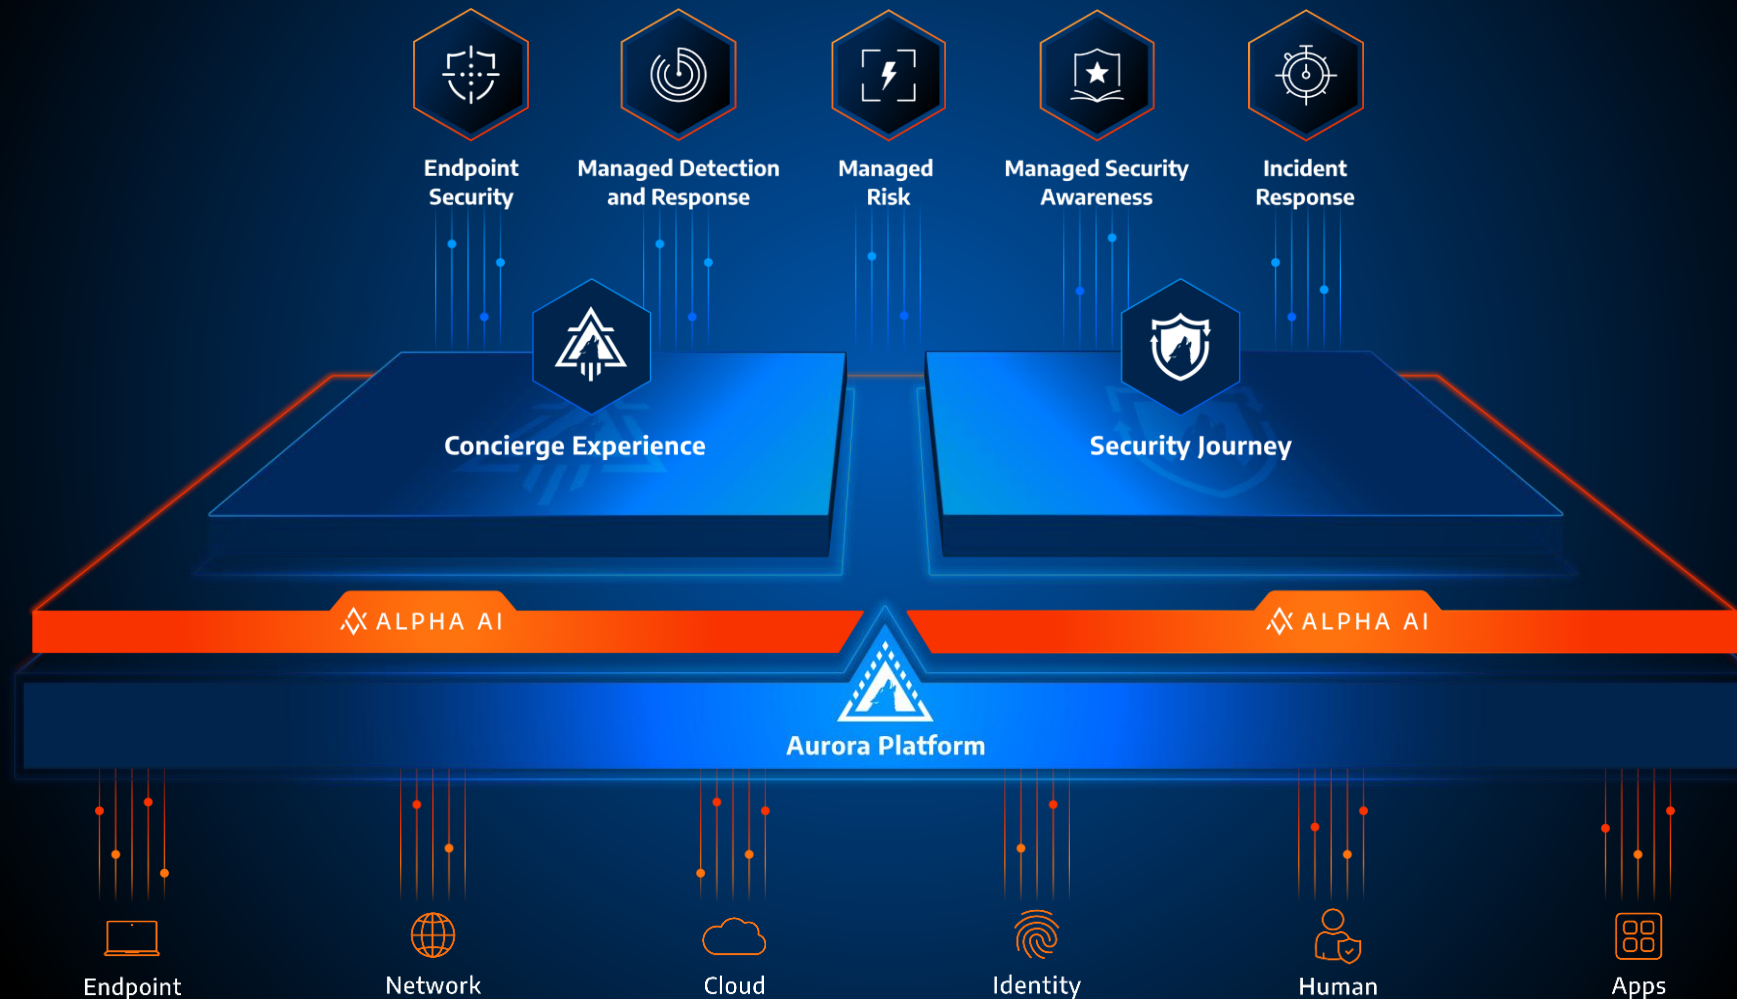 Endpoint
Security
Managed Detection
and Response
Managed
Risk
Managed Security
Awareness
Incident
Response
Concierge Experience
Security Journey
ALPHA AI
ALPHA AI
Aurora Platform
Endpoint
Network
Cloud
Identity
Human
Apps